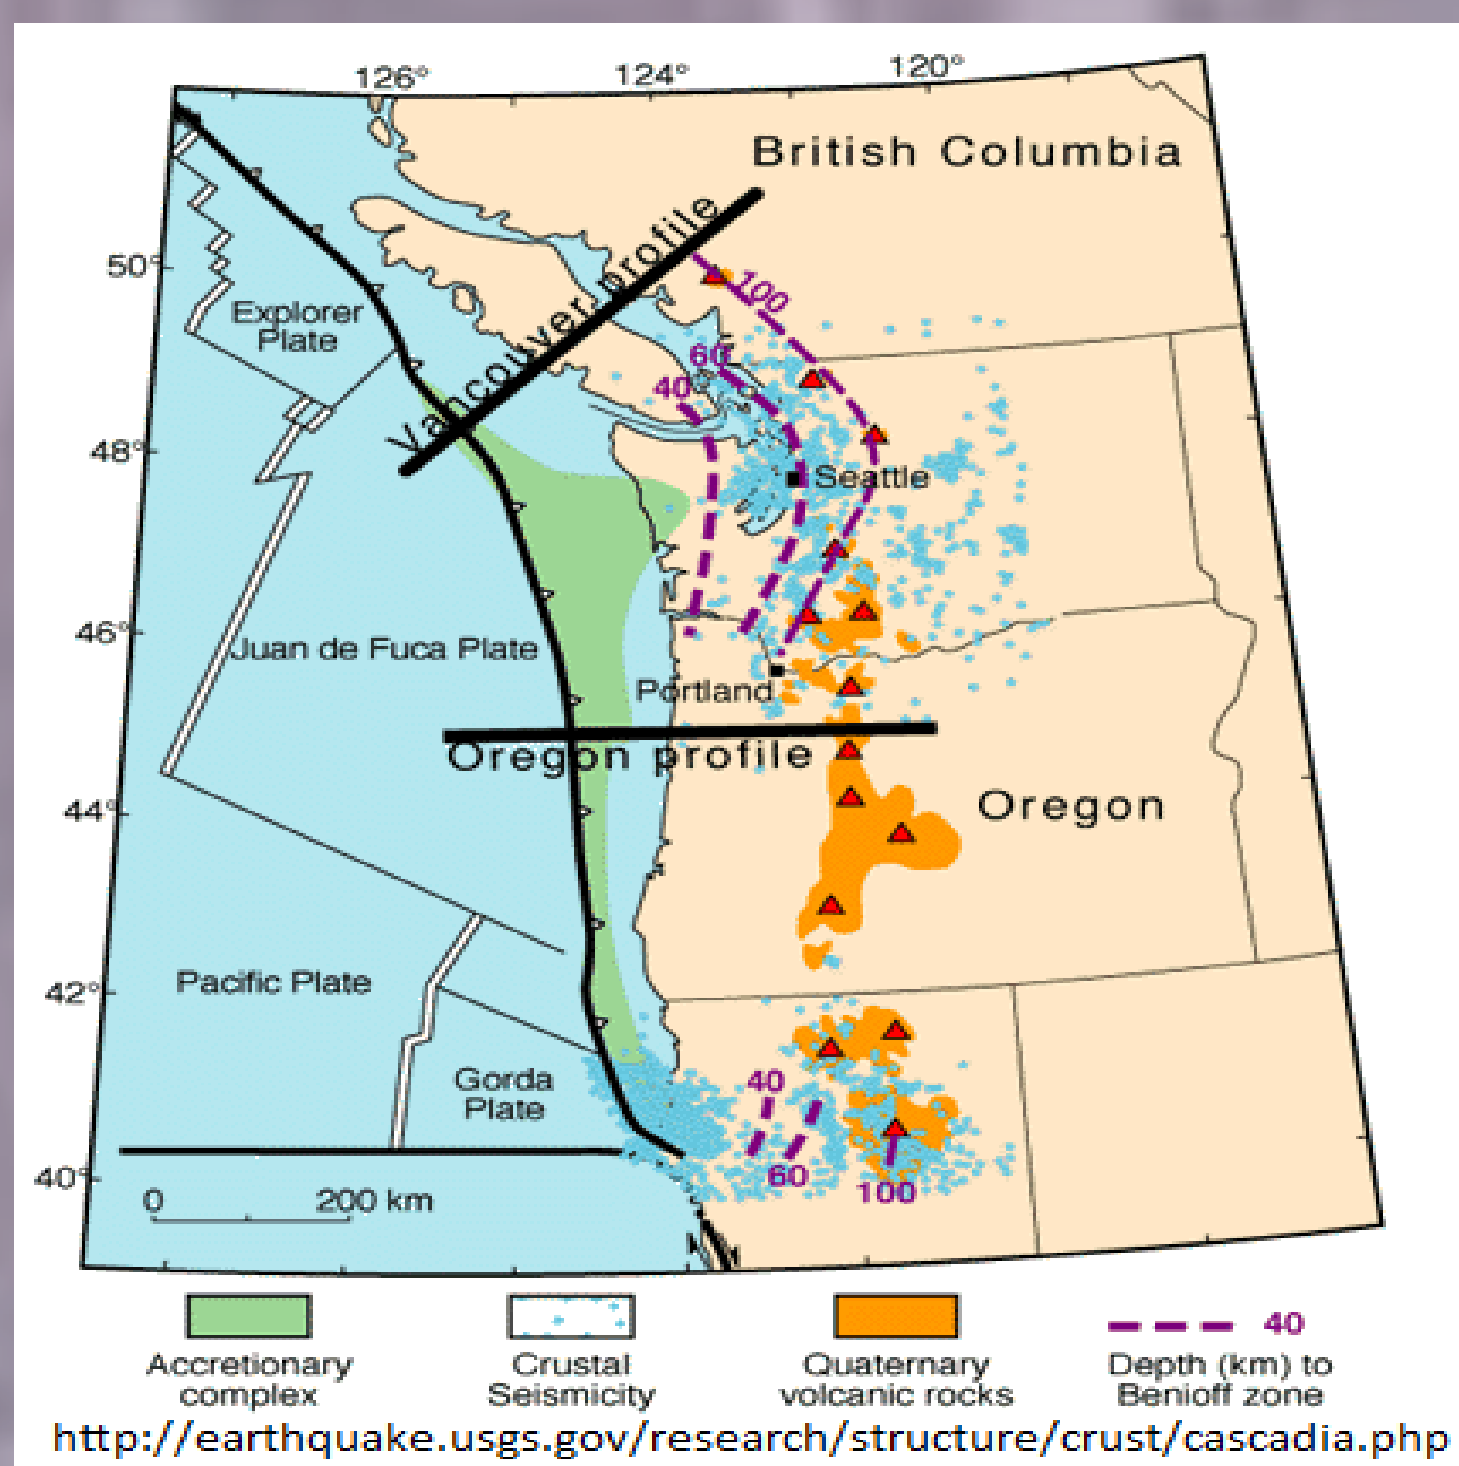 126° 124° 120°
British Columbia
Vancouver profile
50°
100
Explorer
Plate
60
40
48°
Seattle
46°
Juan de Fuca Plate
Portland
Oregon profile
44°
Oregon
Pacific Plate
42°
Gorda
Plate
40
60
100
40°
0 200 km
Accretionary
complex
Crustal
Seismicity
Quaternary
volcanic rocks
40
Depth (km) to
Benioff zone
http://earthquake.usgs.gov/research/structure/crust/cascadia.php